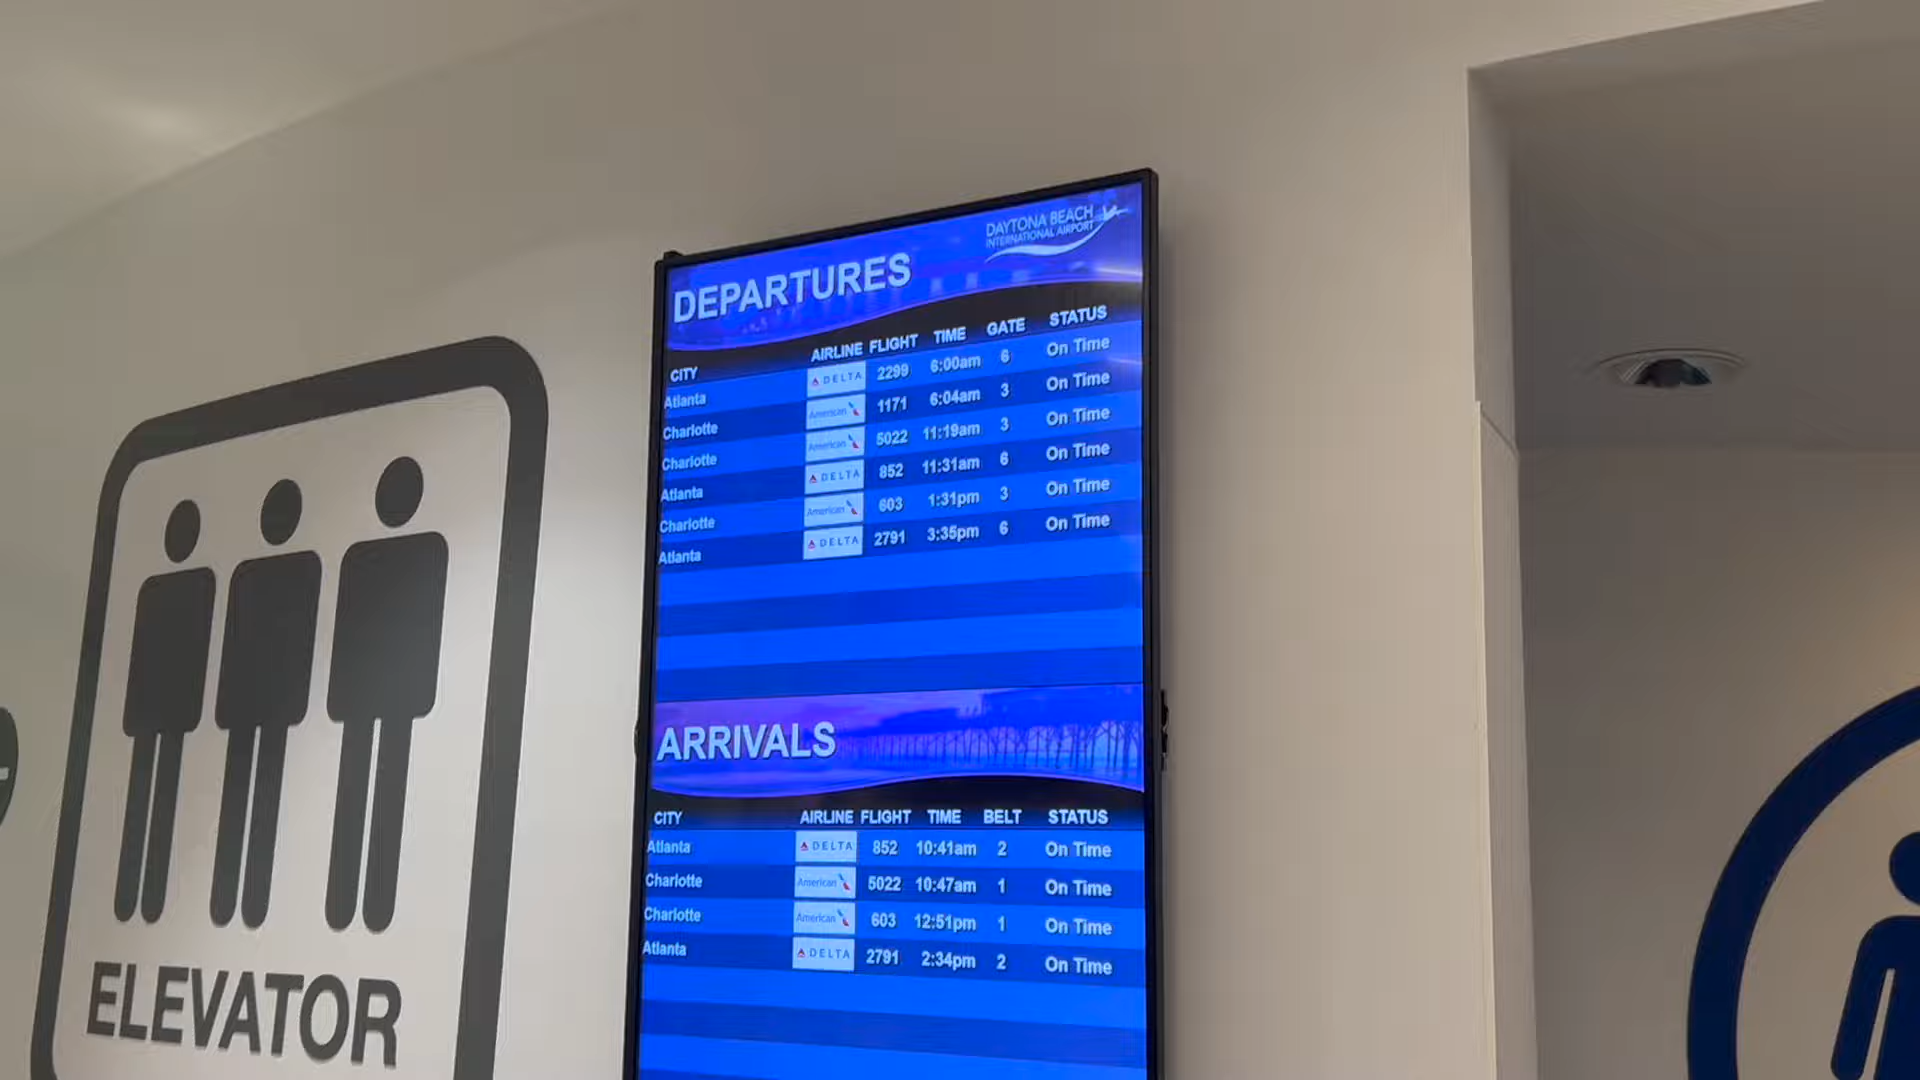 DAYTONA BEACH
INTERNATIONAL AIRPORT
DEPARTURES
CITY AIRLINE FLIGHT TIME GATE STATUS
Atlanta DELTA 2299 6:00am 6 On Time
Charlotte American 1171 6:04am 3 On Time
Charlotte American 5022 11:19am 3 On Time
Atlanta DELTA 852 11:31am 6 On Time
Charlotte American 603 1:31pm 3 On Time
Atlanta DELTA 2791 3:35pm 6 On Time
ARRIVALS
CITY AIRLINE FLIGHT TIME BELT STATUS
Atlanta DELTA 852 10:41am 2 On Time
Charlotte American 5022 10:47am 1 On Time
Charlotte American 603 12:51pm 1 On Time
Atlanta DELTA 2791 2:34pm 2 On Time
ELEVATOR